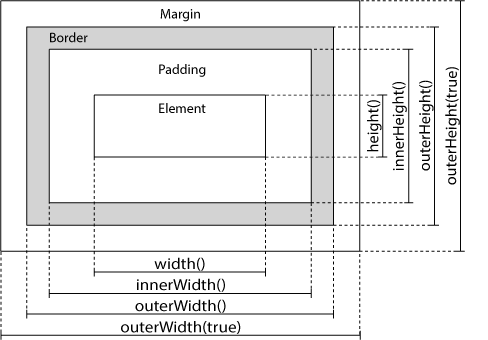 Margin
Border
Padding
Element
height()
innerHeight()
outerHeight()
outerHeight(true)
width()
innerWidth()
outerWidth()
outerWidth(true)